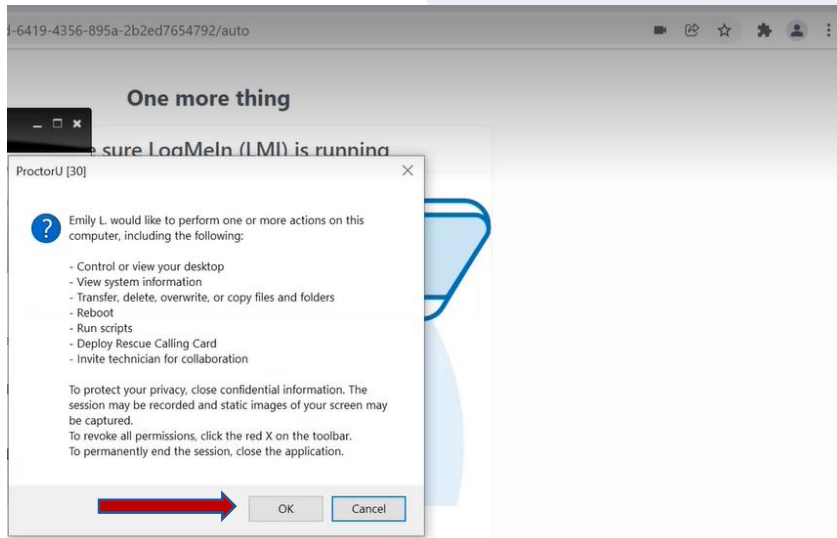 -6419-4356-895a-2b2ed7654792/auto
One more thing
sure LogMeIn (LMI) is running
ProctorU [30]
Emily L. would like to perform one or more actions on this
computer, including the following:
- Control or view your desktop
- View system information
- Transfer, delete, overwrite, or copy files and folders
- Reboot
- Run scripts
- Deploy Rescue Calling Card
- Invite technician for collaboration
To protect your privacy, close confidential information. The
session may be recorded and static images of your screen may
be captured.
To revoke all permissions, click the red X on the toolbar.
To permanently end the session, close the application.
OK Cancel